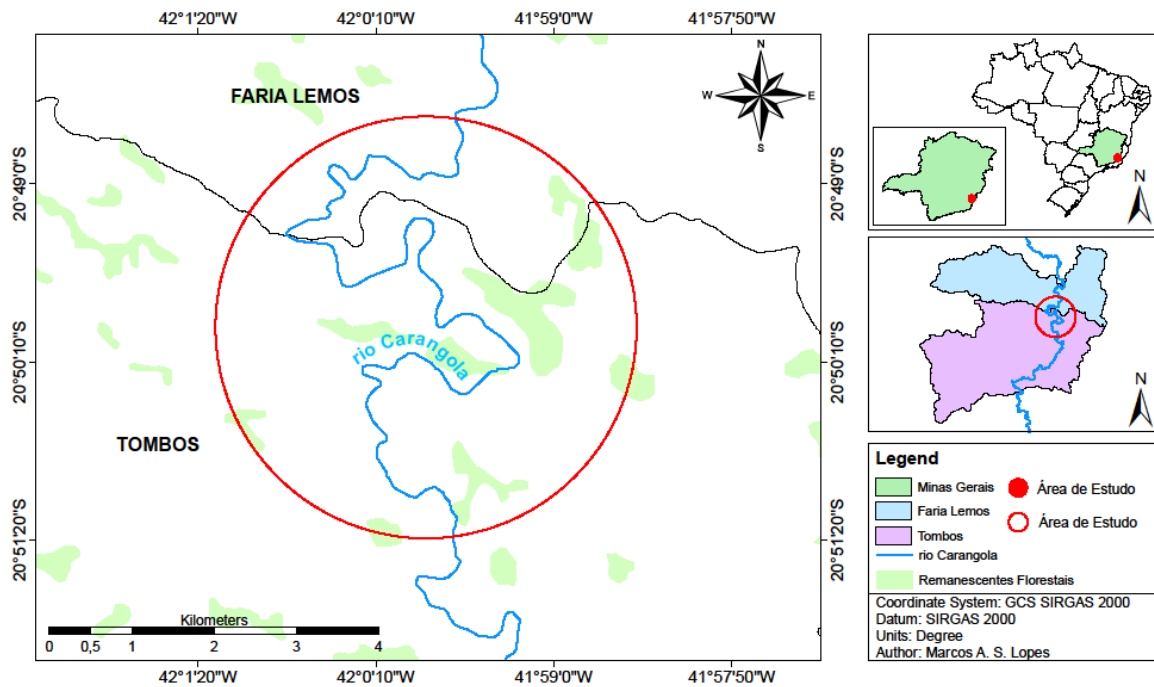 42°1'20"W 42°0'10"W 41°59'0"W 41°57'50"W
FARIA LEMOS
N
W E
S
20°49'0"S 20°49'0"S
rio Carangola
20°50'10"S 20°50'10"S
TOMBOS
20°51'20"S 20°51'20"S
Kilometers
0 0,5 1 2 3 4
42°1'20"W 42°0'10"W 41°59'0"W 41°57'50"W
N
N
Legend
Minas Gerais
Área de Estudo
Faria Lemos
Área de Estudo
Tombos
rio Carangola
Remanescentes Florestais
Coordinate System: GCS SIRGAS 2000
Datum: SIRGAS 2000
Units: Degree
Author: Marcos A. S. Lopes